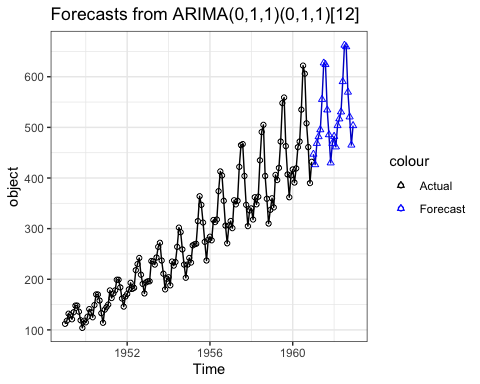 Forecasts from ARIMA(0,1,1)(0,1,1)[12]
600
500
400
300
200
100
object
1952
1956
1960
Time
colour
Actual
Forecast